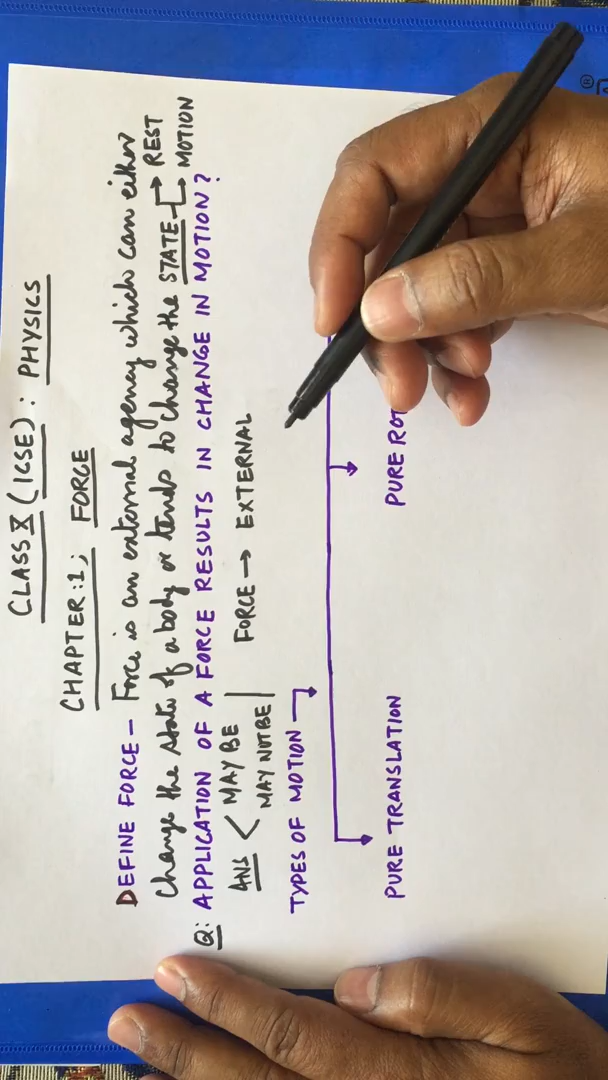 CLASS X (ICSE): PHYSICS
CHAPTER:1; FORCE
DEFINE FORCE - Force is an external agency which can either
change the state of a body or tends to change the STATE → REST
→ MOTION
Q: APPLICATION OF A FORCE RESULTS IN CHANGE IN MOTION?
ANS < MAY BE
MAY NOT BE
FORCE → EXTERNAL
TYPES OF MOTION
PURE TRANSLATION
PURE ROT
®